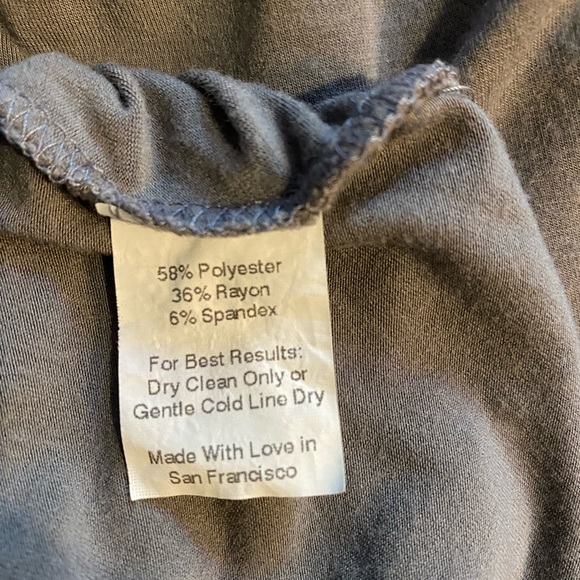 58% Polyester
36% Rayon
6% Spandex
For Best Results:
Dry Clean Only or
Gentle Cold Line Dry
Made With Love in
San Francisco